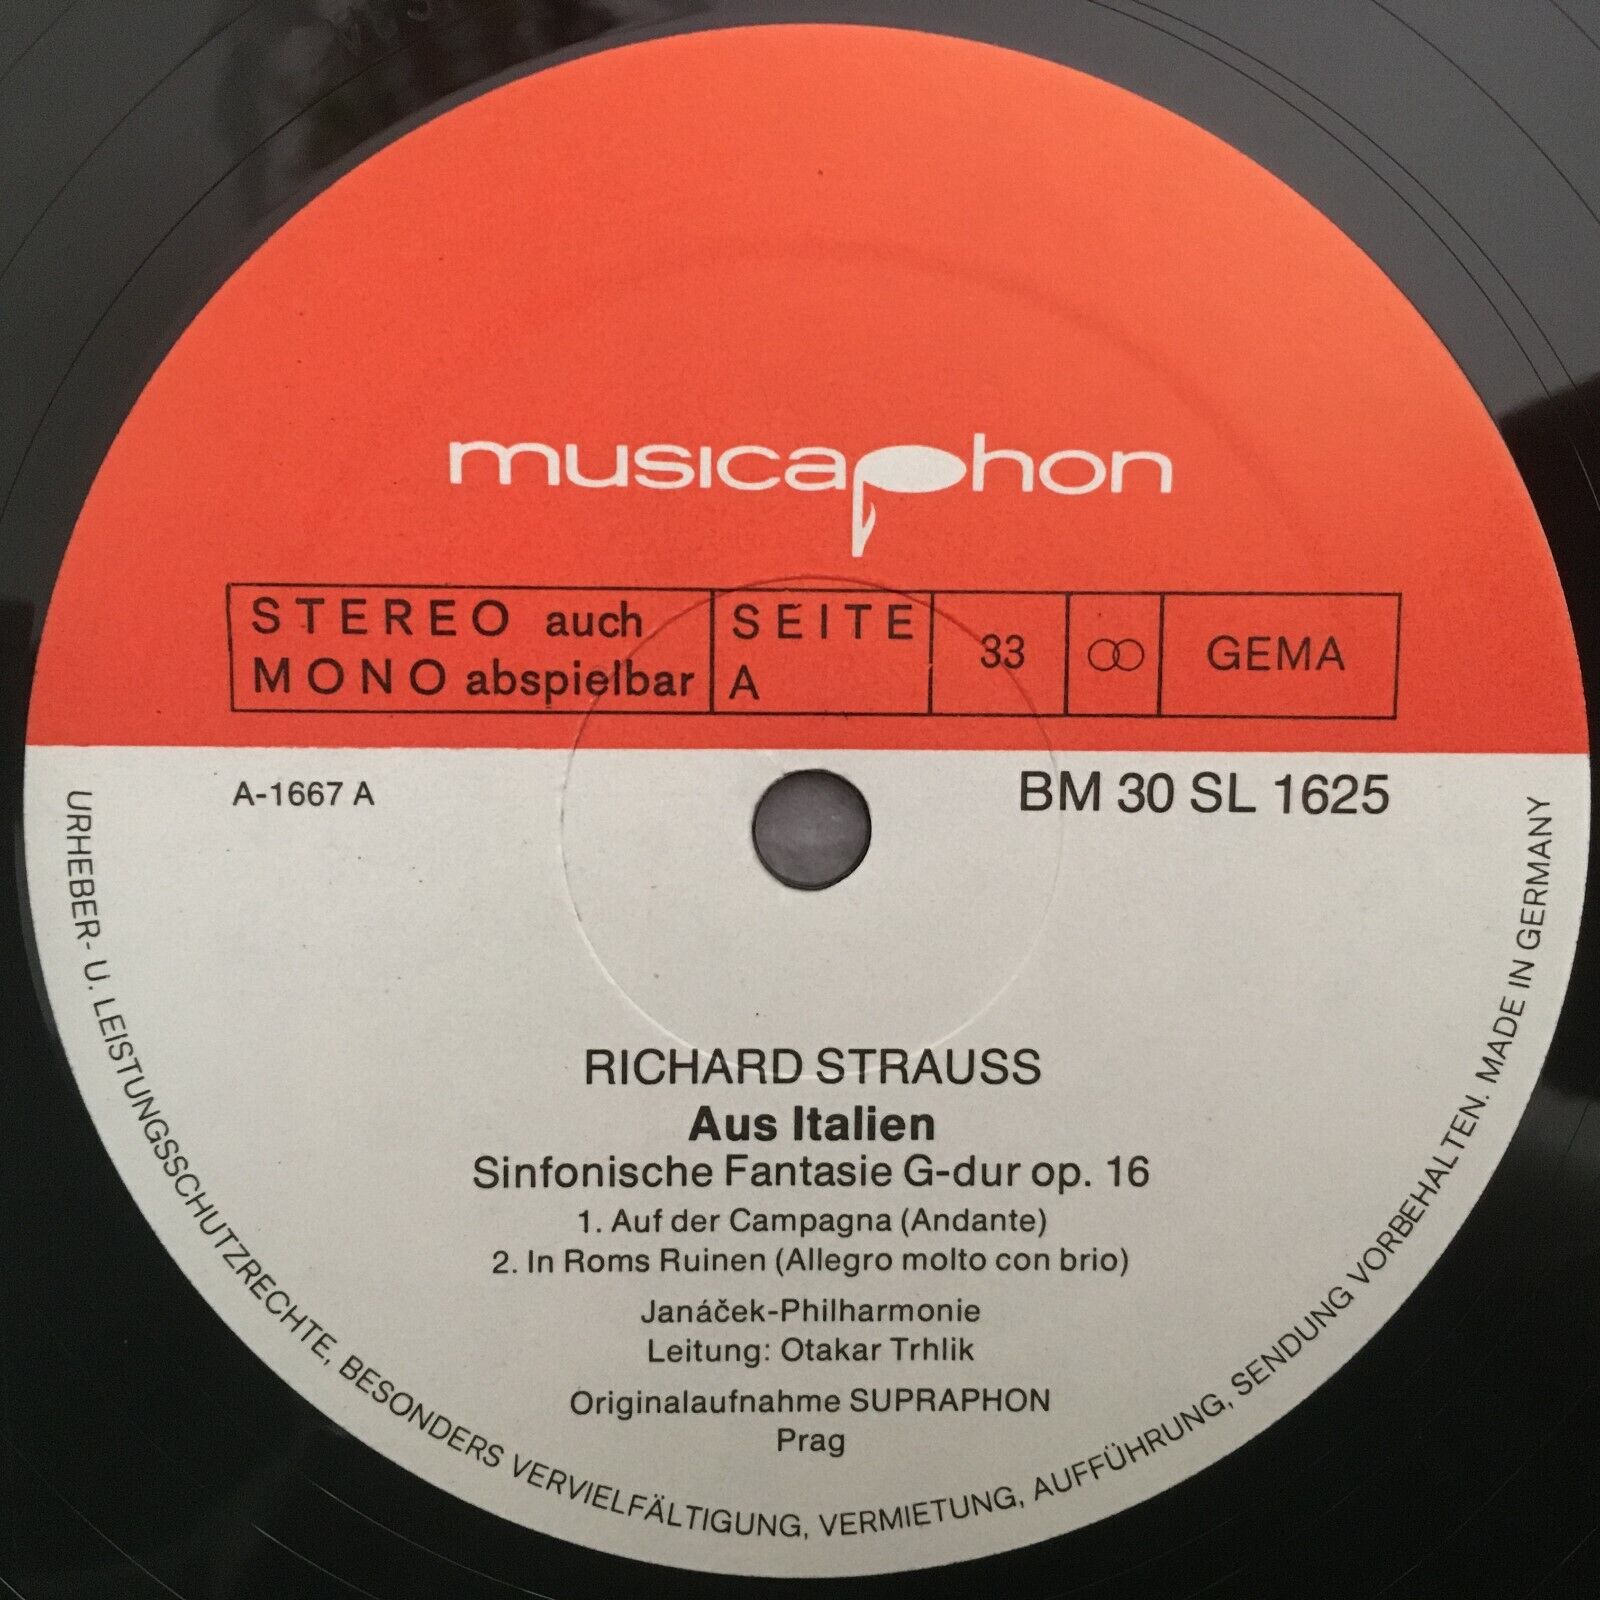 musicaphon
STEREO auch
MONO abspielbar
SEITE
A
33
GEMA
A-1667 A
BM 30 SL 1625
RICHARD STRAUSS
Aus Italien
Sinfonische Fantasie G-dur op. 16
1. Auf der Campagna (Andante)
2. In Roms Ruinen (Allegro molto con brio)
Janáček-Philharmonie
Leitung: Otakar Trhlik
Originalaufnahme SUPRAPHON
Prag
URHEBER- U. LEISTUNGSSCHUTZRECHTE, BESONDERS VERVIELFÄLTIGUNG, VERMIETUNG, AUFFÜHRUNG, SENDUNG VORBEHALTEN. MADE IN GERMANY